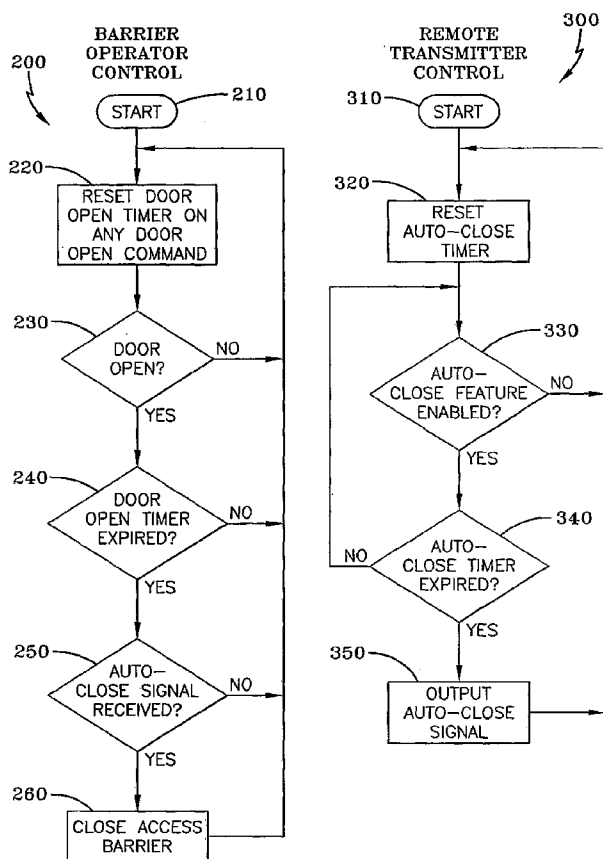 BARRIER
OPERATOR
CONTROL
200
START
210
220
RESET DOOR
OPEN TIMER ON
ANY DOOR
OPEN COMMAND
230
DOOR
OPEN?
NO
YES
240
DOOR
OPEN TIMER
EXPIRED?
NO
YES
250
AUTO-
CLOSE SIGNAL
RECEIVED?
NO
YES
260
CLOSE ACCESS
BARRIER
REMOTE
TRANSMITTER
CONTROL
300
310
START
320
RESET
AUTO-CLOSE
TIMER
330
AUTO-
CLOSE FEATURE
ENABLED?
NO
YES
340
NO
AUTO-
CLOSE TIMER
EXPIRED?
YES
350
OUTPUT
AUTO-CLOSE
SIGNAL